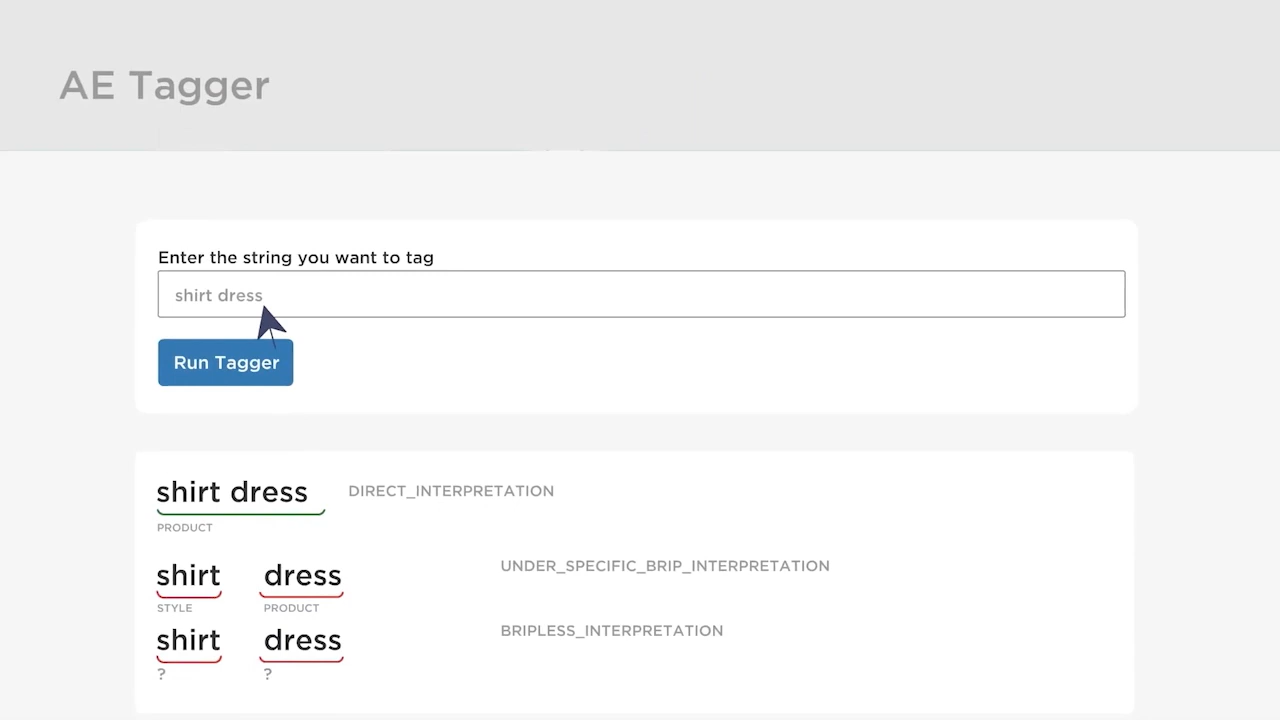 AE Tagger
Enter the string you want to tag
shirt dress
Run Tagger
shirt dress DIRECT_INTERPRETATION
PRODUCT
shirt dress UNDER_SPECIFIC_BRIP_INTERPRETATION
STYLE PRODUCT
shirt dress BRIPLESS_INTERPRETATION
? ?